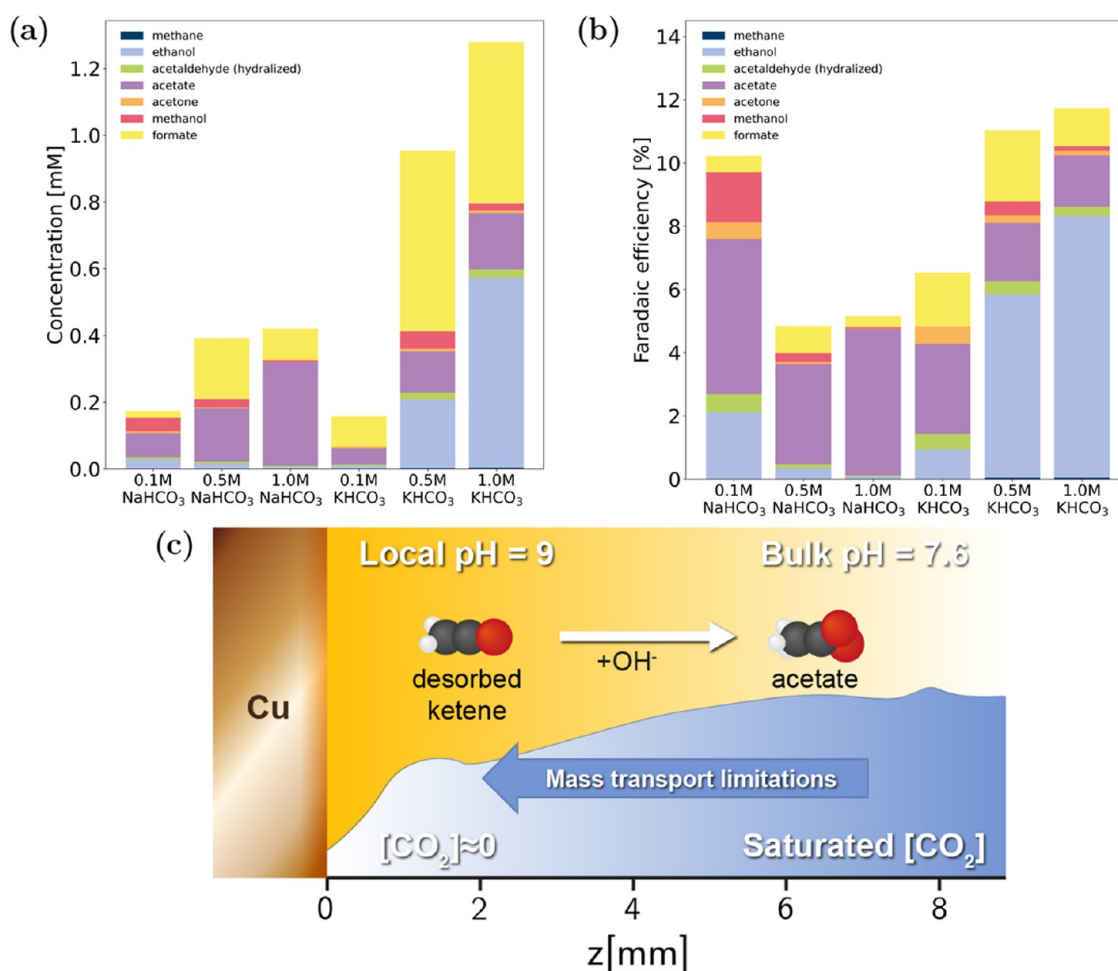 (a)
methane
ethanol
acetaldehyde (hydralized)
acetate
acetone
methanol
formate
Concentration [mM]
1.2
1.0
0.8
0.6
0.4
0.2
0.0
0.1M 0.5M 1.0M 0.1M 0.5M 1.0M
NaHCO₃ NaHCO₃ NaHCO₃ KHCO₃ KHCO₃ KHCO₃
(b)
methane
ethanol
acetaldehyde (hydralized)
acetate
acetone
methanol
formate
Faradaic efficiency [%]
14
12
10
8
6
4
2
0
0.1M 0.5M 1.0M 0.1M 0.5M 1.0M
NaHCO₃ NaHCO₃ NaHCO₃ KHCO₃ KHCO₃ KHCO₃
(c)
Local pH = 9 Bulk pH = 7.6
Cu
desorbed
ketene
+OH⁻
acetate
Mass transport limitations
[CO₂]≈0 Saturated [CO₂]
0 2 4 6 8
z[mm]